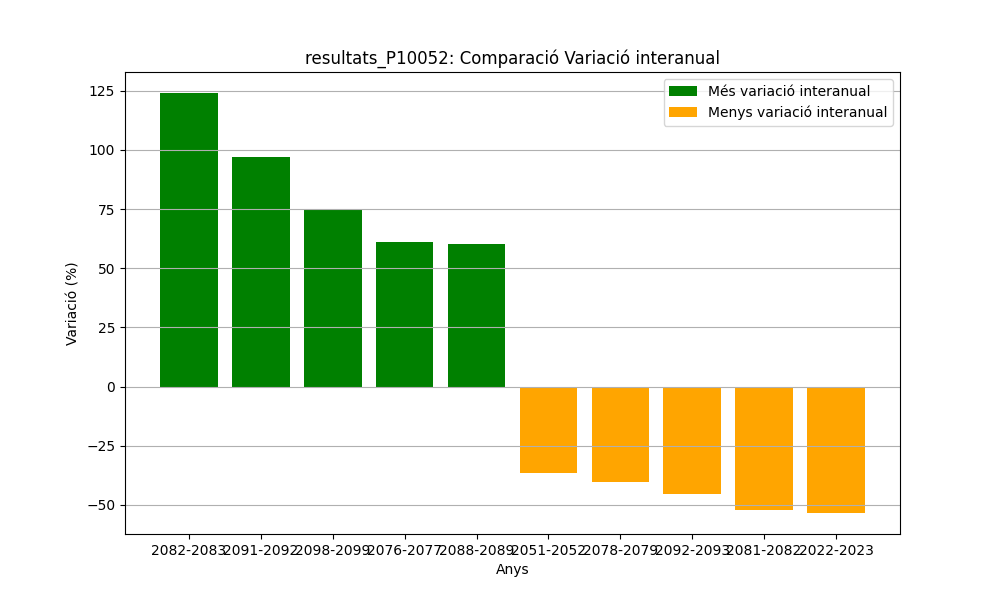 resultats_P10052: Comparació Variació interanual
Més variació interanual
Menys variació interanual
Variació (%)
125
100
75
50
25
0
−25
−50
2082-2083 2091-2092 2098-2099 2076-2077 2088-2089 2051-2052 2078-2079 2092-2093 2081-2082 2022-2023
Anys